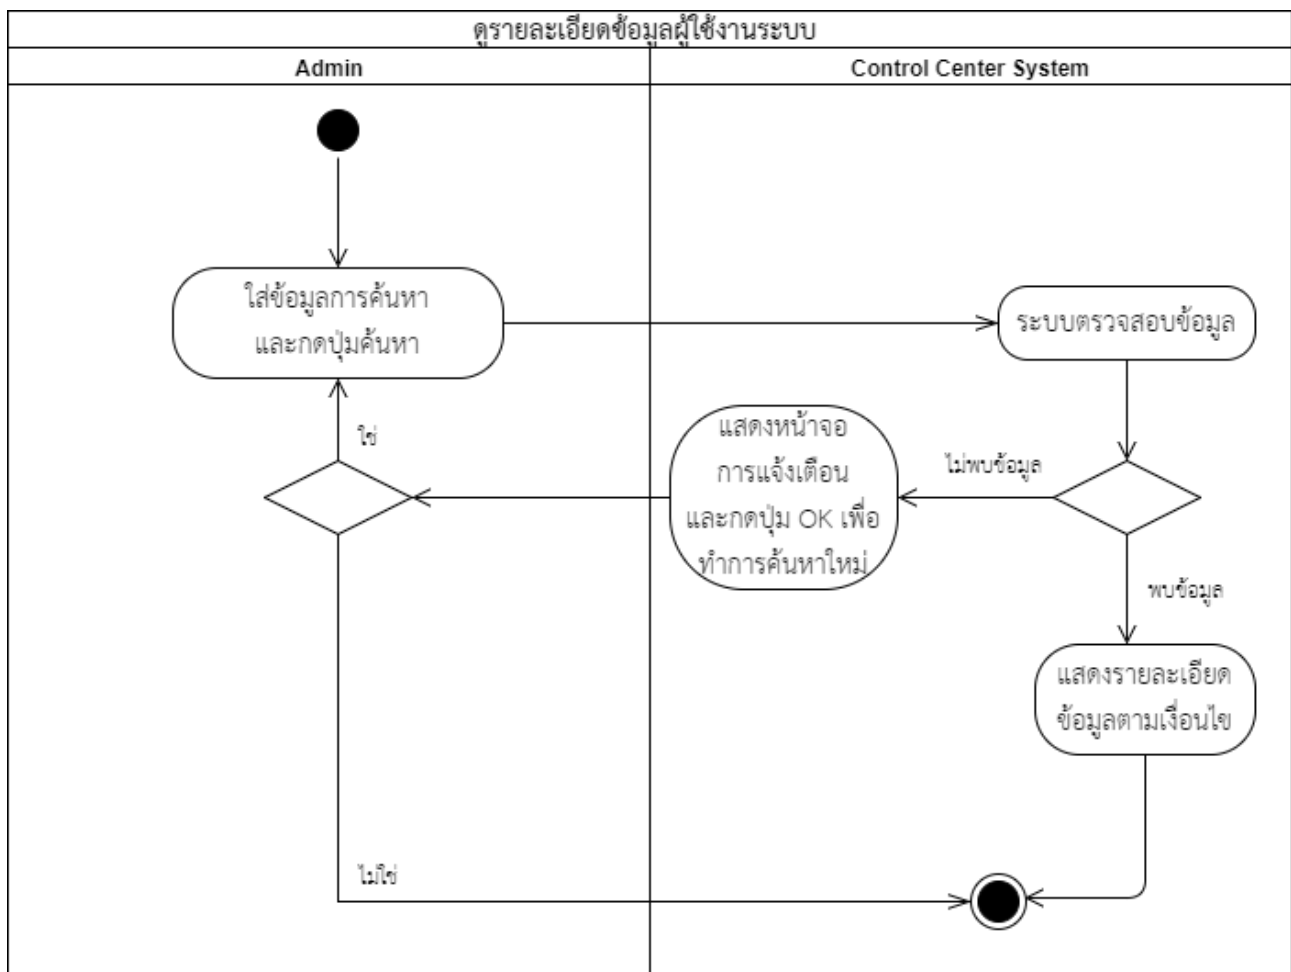 ดูรายละเอียดข้อมูลผู้ใช้งานระบบ
Admin
Control Center System
ใส่ข้อมูลการค้นหา
และกดปุ่มค้นหา
ระบบตรวจสอบข้อมูล
ใช่
แสดงหน้าจอ
การแจ้งเตือน
และกดปุ่ม OK เพื่อ
ทำการค้นหาใหม่
ไม่พบข้อมูล
พบข้อมูล
แสดงรายละเอียด
ข้อมูลตามเงื่อนไข
ไม่ใช่